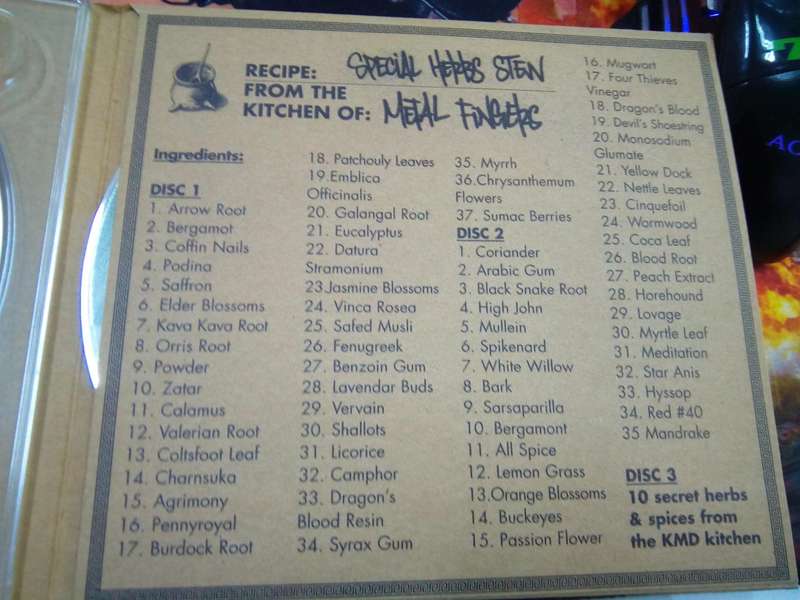 RECIPE: SPECIAL HERBS STEW
FROM THE
KITCHEN OF: METAL FINGERS
Ingredients:
DISC 1
1. Arrow Root
2. Bergamot
3. Coffin Nails
4. Podina
5. Saffron
6. Elder Blossoms
7. Kava Kava Root
8. Orris Root
9. Powder
10. Zatar
11. Calamus
12. Valerian Root
13. Coltsfoot Leaf
14. Charnsuka
15. Agrimony
16. Pennyroyal
17. Burdock Root
18. Patchouly Leaves
19.Emblica
Officinalis
20. Galangal Root
21. Eucalyptus
22. Datura
Stramonium
23.Jasmine Blossoms
24. Vinca Rosea
25. Safed Musli
26. Fenugreek
27. Benzoin Gum
28. Lavendar Buds
29. Vervain
30. Shallots
31. Licorice
32. Camphor
33. Dragon's
Blood Resin
34. Syrax Gum
35. Myrrh
36.Chrysanthemum
Flowers
37. Sumac Berries
DISC 2
1. Coriander
2. Arabic Gum
3. Black Snake Root
4. High John
5. Mullein
6. Spikenard
7. White Willow
8. Bark
9. Sarsaparilla
10. Bergamont
11. All Spice
12. Lemon Grass
13.Orange Blossoms
14. Buckeyes
15. Passion Flower
16. Mugwort
17. Four Thieves
Vinegar
18. Dragon's Blood
19. Devil's Shoestring
20. Monosodium
Glumate
21. Yellow Dock
22. Nettle Leaves
23. Cinquefoil
24. Wormwood
25. Coca Leaf
26. Blood Root
27. Peach Extract
28. Horehound
29. Lovage
30. Myrtle Leaf
31. Meditation
32. Star Anis
33. Hyssop
34. Red #40
35 Mandrake
DISC 3
10 secret herbs
& spices from
the KMD kitchen